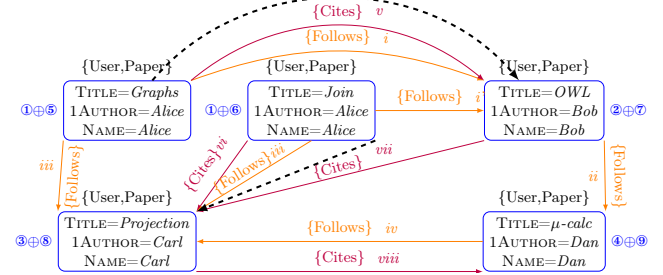 {Cites} v
{Follows} i
{User,Paper} {User,Paper} {User,Paper}
①⊕⑤ TITLE=Graphs
1AUTHOR=Alice
NAME=Alice
①⊕⑥ TITLE=Join
1AUTHOR=Alice
NAME=Alice
{Follows} i
TITLE=OWL
1AUTHOR=Bob
NAME=Bob
②⊕⑦
iii {Follows}
{Cites} vi
{Follows} iii
vii
{Cites}
ii {Follows}
{User,Paper} {User,Paper}
③⊕⑧ TITLE=Projection
1AUTHOR=Carl
NAME=Carl
{Follows} iv
{Cites} viii
TITLE=μ-calc
1AUTHOR=Dan
NAME=Dan
④⊕⑨